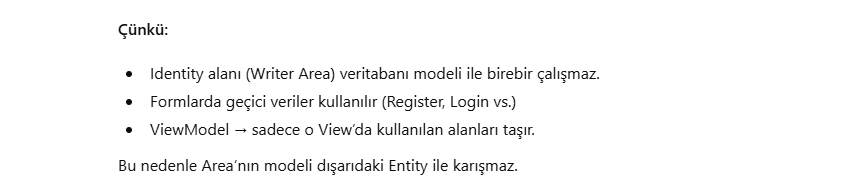 Çünkü:
• Identity alanı (Writer Area) veritabanı modeli ile birebir çalışmaz.
• Formlarda geçici veriler kullanılır (Register, Login vs.)
• ViewModel → sadece o View’da kullanılan alanları taşır.
Bu nedenle Area’nın modeli dışarıdaki Entity ile karışmaz.